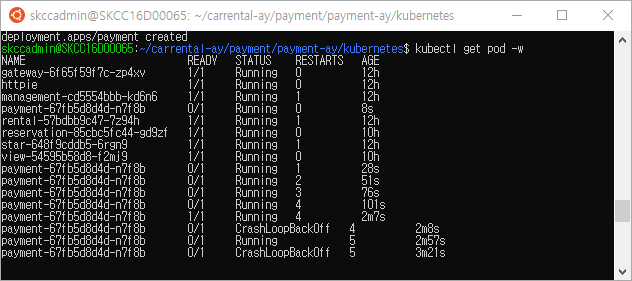 skccadmin@SKCC16D00065: ~/carrental-ay/payment/payment-ay/kubernetes
deployment.apps/payment created
skccadmin@SKCC16D00065:~/carrental-ay/payment/payment-ay/kubernetes$ kubectl get pod -w
NAME READY STATUS RESTARTS AGE
gateway-6f65f59f7c-zp4xv 1/1 Running 0 12h
httpie 1/1 Running 0 12h
management-cd5554bbb-kd6n6 1/1 Running 1 12h
payment-67fb5d8d4d-n7f8b 0/1 Running 0 8s
rental-57bdbb9c47-7z94h 1/1 Running 1 12h
reservation-85cbc5fc44-gd9zf 1/1 Running 0 10h
star-648f9cddb5-6rgn9 1/1 Running 1 12h
view-54595b58d8-f2mj9 1/1 Running 0 10h
payment-67fb5d8d4d-n7f8b 0/1 Running 1 28s
payment-67fb5d8d4d-n7f8b 0/1 Running 2 51s
payment-67fb5d8d4d-n7f8b 0/1 Running 3 76s
payment-67fb5d8d4d-n7f8b 0/1 Running 4 101s
payment-67fb5d8d4d-n7f8b 1/1 Running 4 2m7s
payment-67fb5d8d4d-n7f8b 0/1 CrashLoopBackOff 4 2m8s
payment-67fb5d8d4d-n7f8b 0/1 Running 5 2m57s
payment-67fb5d8d4d-n7f8b 0/1 CrashLoopBackOff 5 3m21s